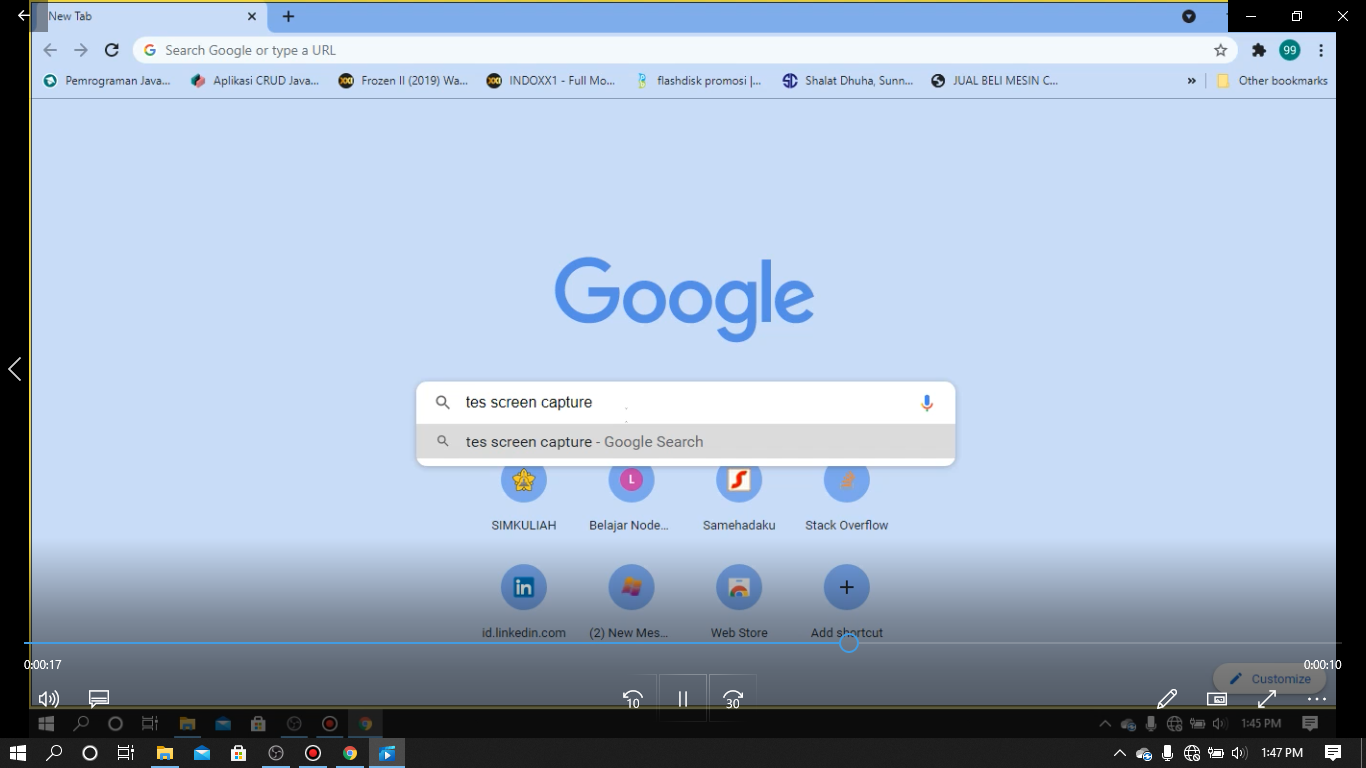 New Tab
Search Google or type a URL
99
Pemrograman Java... Aplikasi CRUD Java... Frozen II (2019) Wa... INDOXX1 - Full Mo... flashdisk promosi |... Shalat Dhuha, Sunn... JUAL BELI MESIN C... » Other bookmarks
Google
tes screen capture
tes screen capture - Google Search
L
SIMKULIAH Belajar Node... Samehadaku Stack Overflow
in
id.linkedin.com (2) New Mes... Web Store Add shortcut
0:00:17 0:00:10
Customize
10 30
1:45 PM
1:47 PM